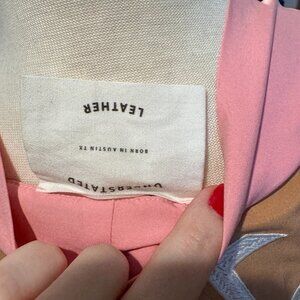 LEATHER
BORN IN AUSTIN TX
UNDERSTATED